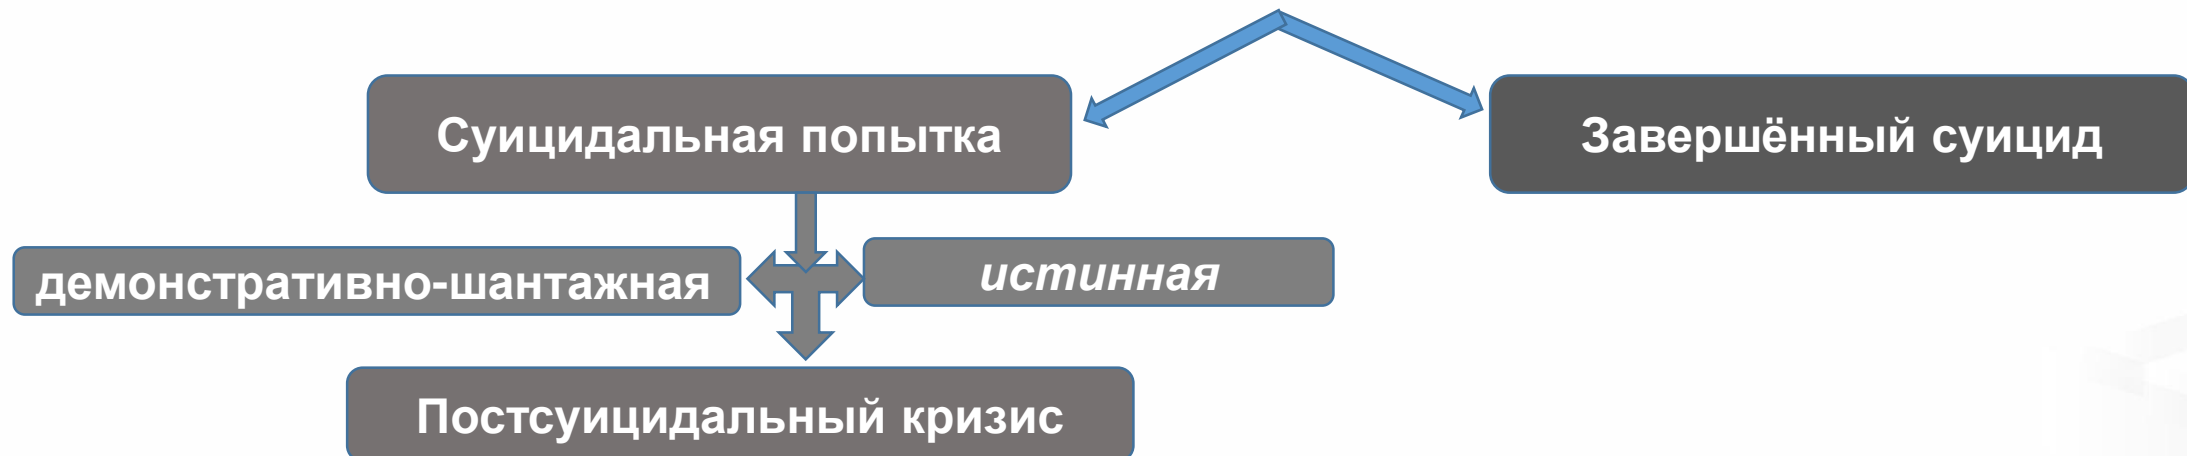 Суицидальная попытка
Завершённый суицид
демонстративно-шантажная
истинная
Постсуицидальный кризис